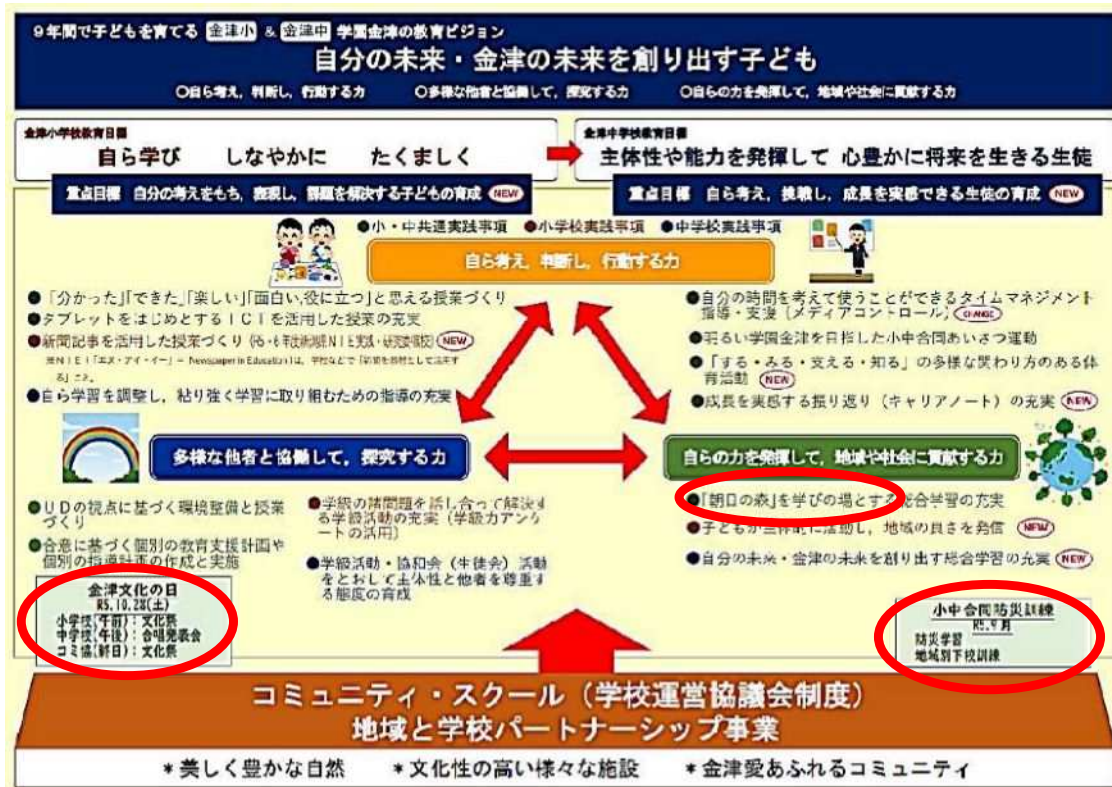 9年間で子どもを育てる 金津小 & 金津中 学園金津の教育ビジョン
自分の未来・金津の未来を創り出す子ども
○自ら考え，判断し，行動する力 ○多様な他者と協働して，探究する力 ○自らの力を発揮して，地域や社会に貢献する力
金津小学校教育目標
自ら学び しなやかに たくましく
金津中学校教育目標
主体性や能力を発揮して 心豊かに将来を生きる生徒
重点目標 自分の考えをもち，表現し，課題を解決する子どもの育成 NEW
重点目標 自ら考え，挑戦し，成長を実感できる生徒の育成 NEW
●小・中共通実践事項 ●小学校実践事項 ●中学校実践事項
自ら考え，判断し，行動する力
●「分かった」「できた」「楽しい」「面白い，役に立つ」と思える授業づくり
●タブレットをはじめとするＩＣＴを活用した授業の充実
●新聞記事を活用した授業づくり NEW
●自ら学習を調整し，粘り強く学習に取り組むための指導の充実
●自分の時間を考えて使うことができるタイムマネジメント
指導・支援（メディアコントロール） CHANGE
●明るい学園金津を目指した小中合同あいさつ運動
●「する・みる・支える・知る」の多様な関わり方のある体
育活動 NEW
●成長を実感する振り返り（キャリアノート）の充実 NEW
多様な他者と協働して，探究する力
自らの力を発揮して，地域や社会に貢献する力
●ＵＤの視点に基づく環境整備と授業
づくり
●合意に基づく個別の教育支援計画や
個別の指導計画の作成と実施
●学級の諸問題を話し合って解決す
る学級活動の充実（学級力アンケ
ートの活用）
●学級活動・協和会（生徒会）活動
をとおして主体性と他者を尊重す
る態度の育成
●「朝日の森」を学びの場とする総合学習の充実
●子どもが主体的に活動し，地域の良さを発信 NEW
●自分の未来・金津の未来を創り出す総合学習の充実 NEW
金津文化の日
R5.10.28(土)
小学校(午前)：文化祭
中学校(午後)：合唱発表会
コミ協(終日)：文化祭
小中合同防災訓練
R5.9月
防災学習
地域別下校訓練
コミュニティ・スクール（学校運営協議会制度）
地域と学校パートナーシップ事業
＊美しく豊かな自然 ＊文化性の高い様々な施設 ＊金津愛あふれるコミュニティ